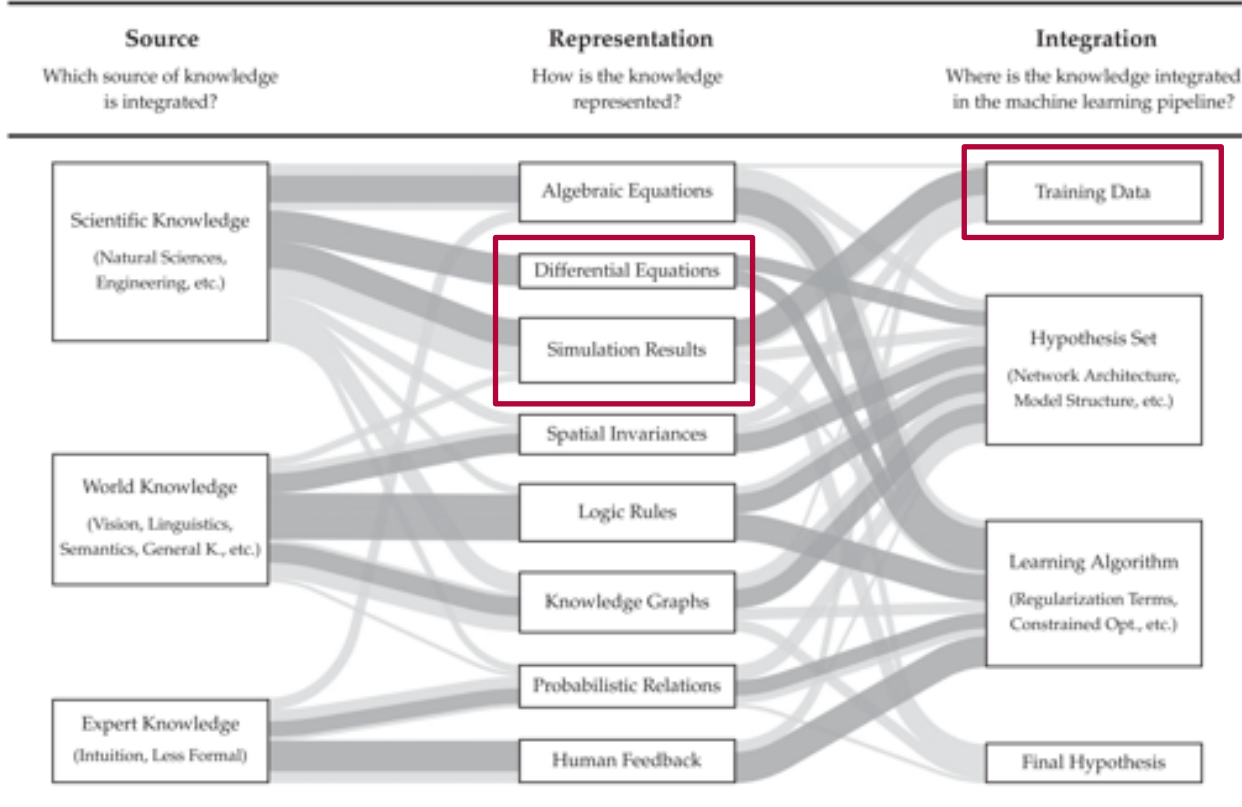 Source
Which source of knowledge
is integrated?
Representation
How is the knowledge
represented?
Integration
Where is the knowledge integrated
in the machine learning pipeline?
Scientific Knowledge
(Natural Sciences,
Engineering, etc.)
World Knowledge
(Vision, Linguistics,
Semantics, General K., etc.)
Expert Knowledge
(Intuition, Less Formal)
Algebraic Equations
Differential Equations
Simulation Results
Spatial Invariances
Logic Rules
Knowledge Graphs
Probabilistic Relations
Human Feedback
Training Data
Hypothesis Set
(Network Architecture,
Model Structure, etc.)
Learning Algorithm
(Regularization Terms,
Constrained Opt., etc.)
Final Hypothesis